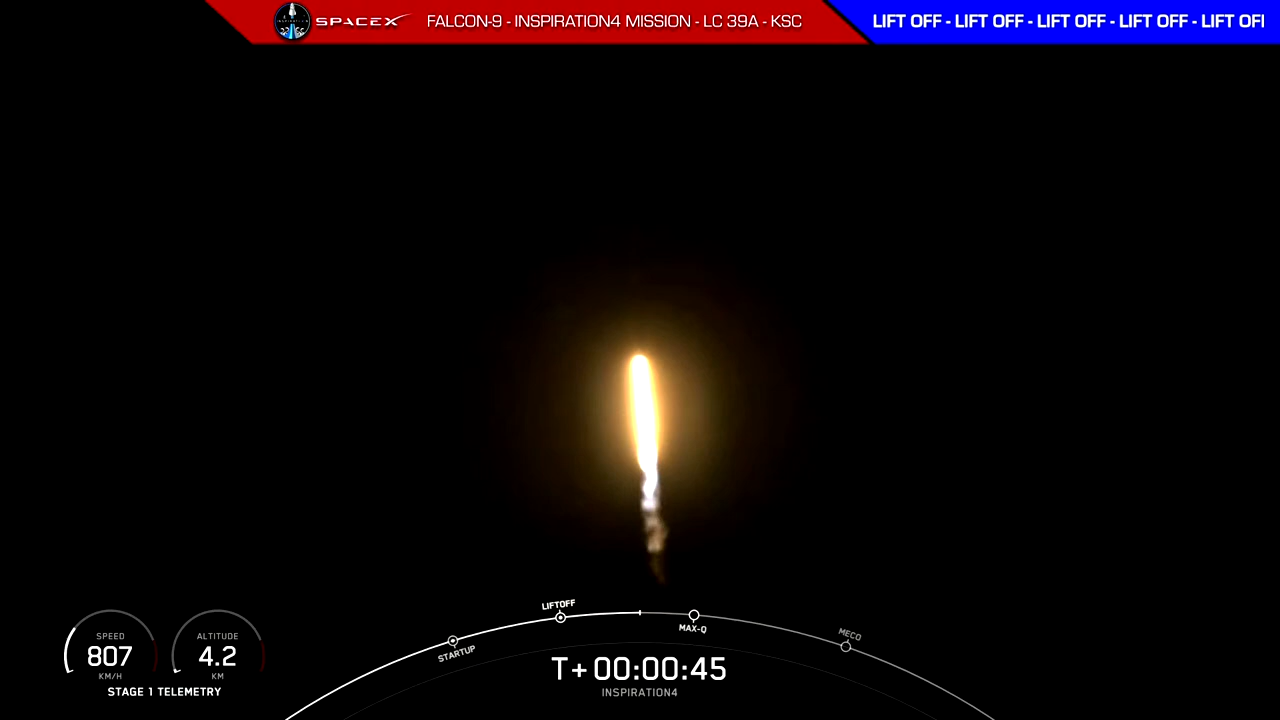 SPACEX
FALCON-9 - INSPIRATION4 MISSION - LC 39A - KSC
LIFT OFF - LIFT OFF - LIFT OFF - LIFT OFF - LIFT OFI
LIFTOFF
STARTUP
MAX-Q
MECO
SPEED
807
KM/H
ALTITUDE
4.2
KM
STAGE 1 TELEMETRY
T+ 00:00:45
INSPIRATION4